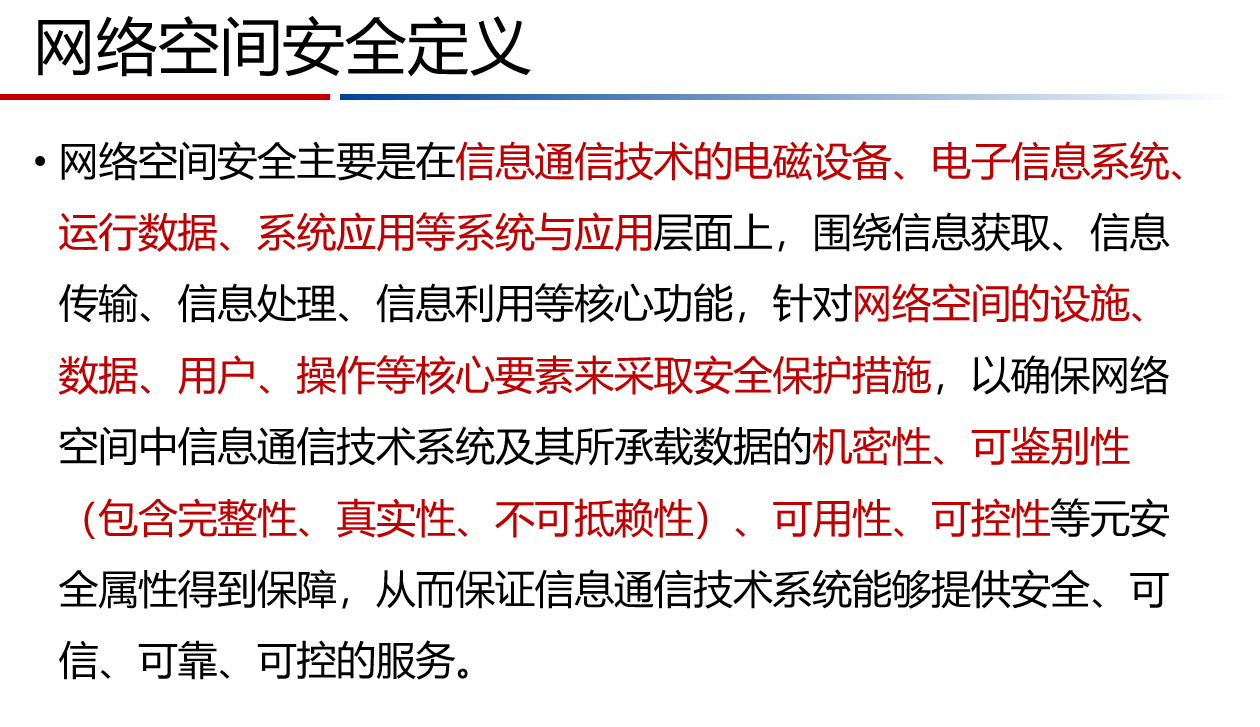 网络空间安全定义
• 网络空间安全主要是在信息通信技术的电磁设备、电子信息系统、
运行数据、系统应用等系统与应用层面上，围绕信息获取、信息
传输、信息处理、信息利用等核心功能，针对网络空间的设施、
数据、用户、操作等核心要素来采取安全保护措施，以确保网络
空间中信息通信技术系统及其所承载数据的机密性、可鉴别性
（包含完整性、真实性、不可抵赖性）、可用性、可控性等元安
全属性得到保障，从而保证信息通信技术系统能够提供安全、可
信、可靠、可控的服务。